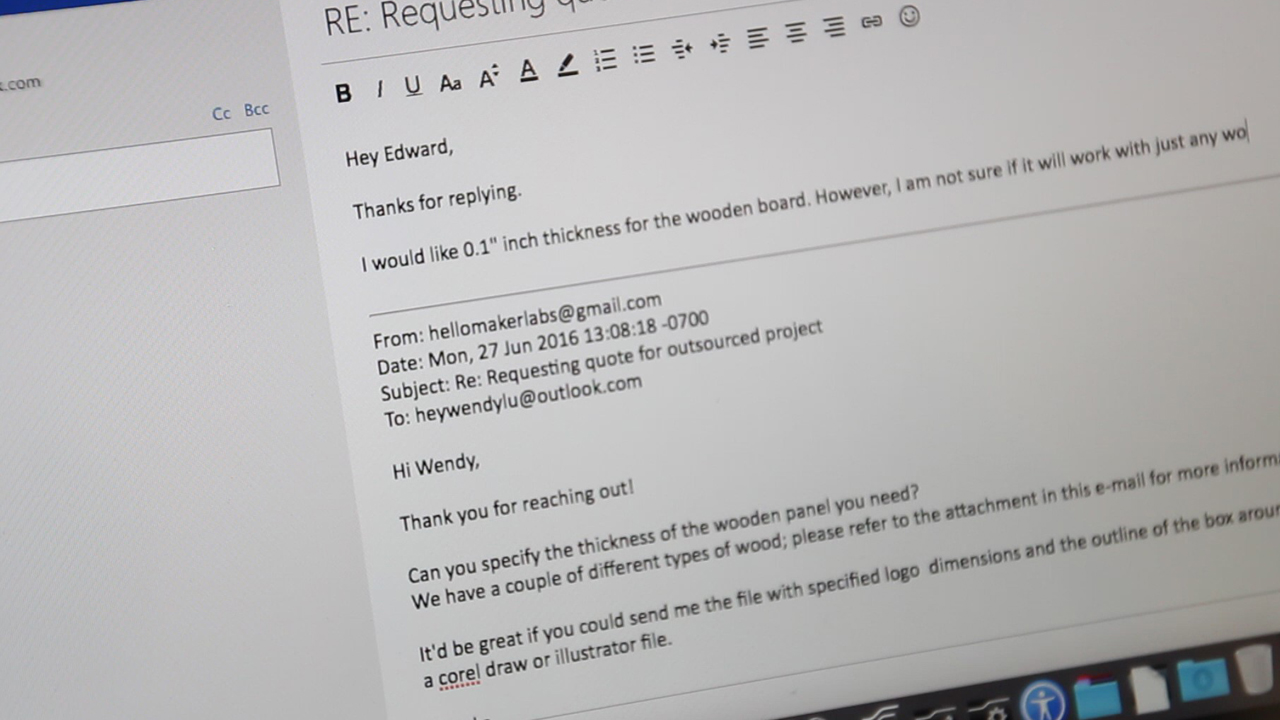 RE: Requesting
.com
Cc Bcc
B I U Aa A A
Hey Edward,
Thanks for replying.
I would like 0.1" inch thickness for the wooden board. However, I am not sure if it will work with just any wo
From: hellomakerlabs@gmail.com
Date: Mon, 27 Jun 2016 13:08:18 -0700
Subject: Re: Requesting quote for outsourced project
To: heywendylu@outlook.com
Hi Wendy,
Thank you for reaching out!
Can you specify the thickness of the wooden panel you need?
We have a couple of different types of wood; please refer to the attachment in this e-mail for more inform
It'd be great if you could send me the file with specified logo dimensions and the outline of the box aroun
a corel draw or illustrator file.